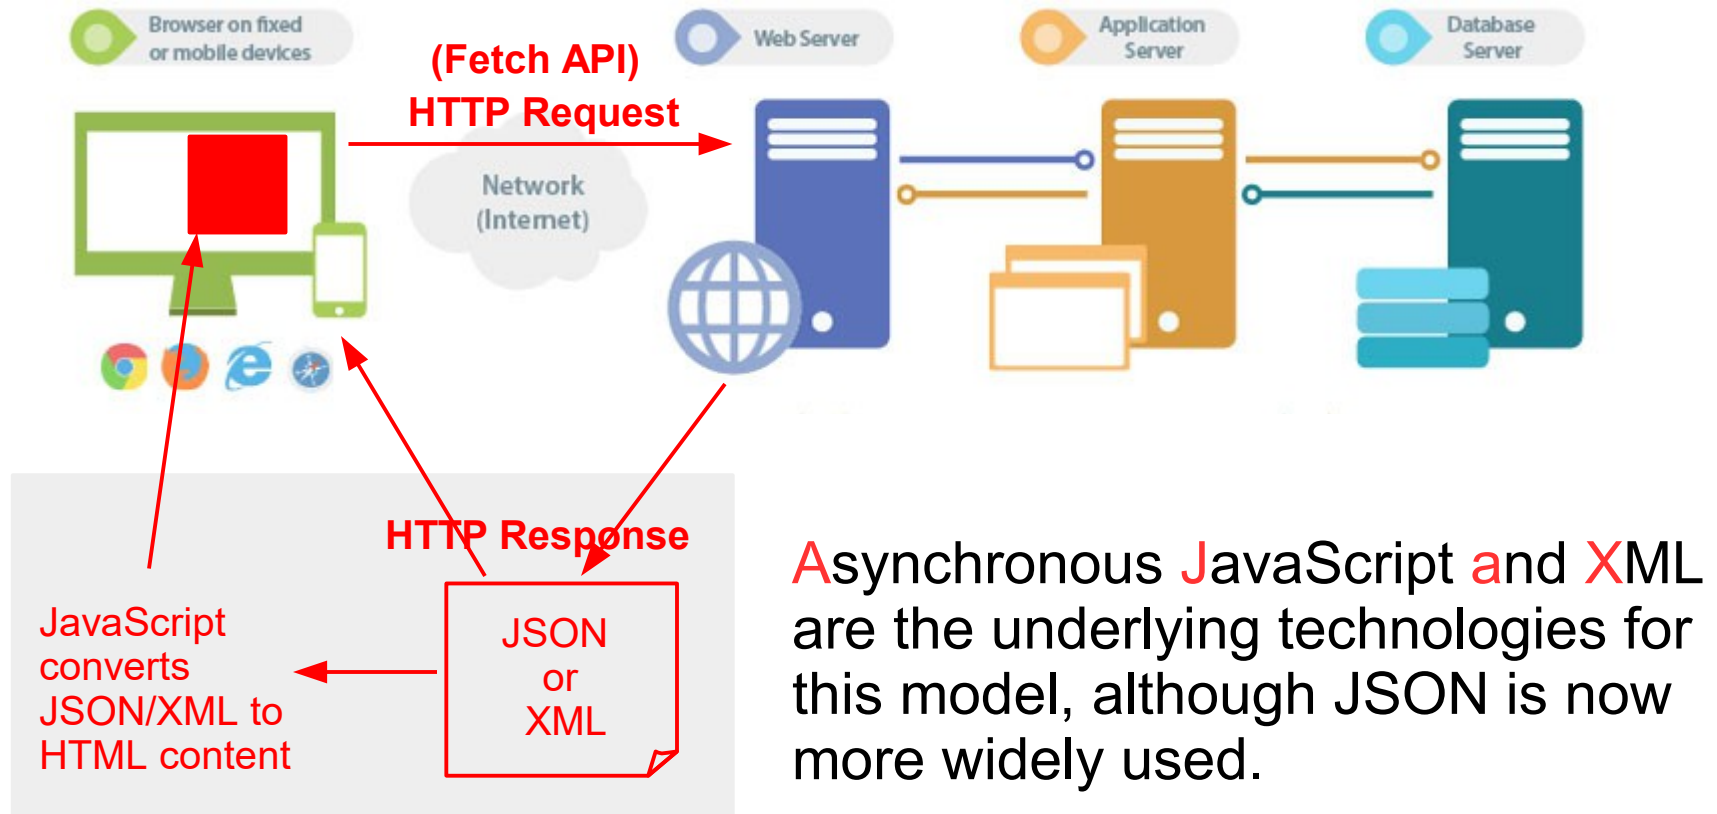 Browser on fixed
or mobile devices
(Fetch API)
HTTP Request
Web Server
Application
Server
Database
Server
Network
(Internet)
HTTP Response
JavaScript
converts
JSON/XML to
HTML content
JSON
or
XML
Asynchronous JavaScript and XML
are the underlying technologies for
this model, although JSON is now
more widely used.